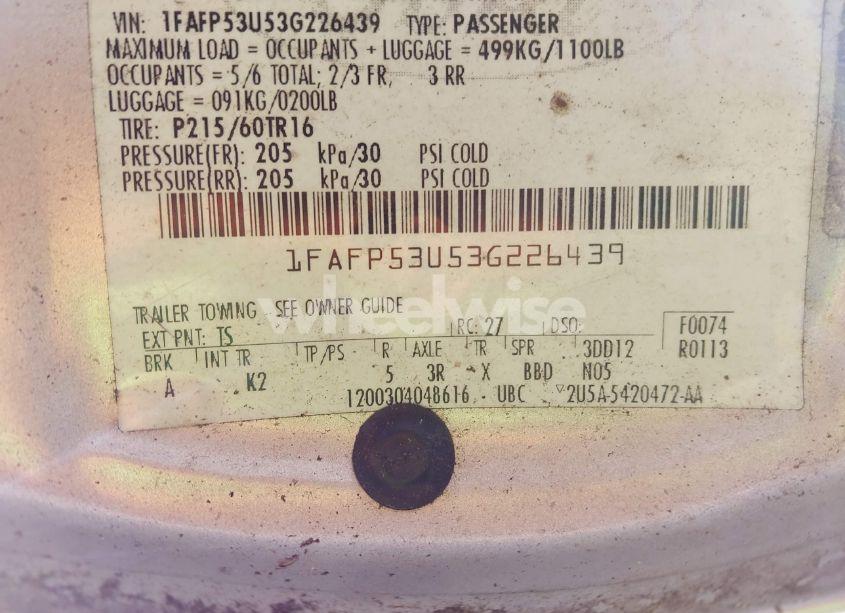 VIN: 1FAFP53U53G226439 TYPE: PASSENGER
MAXIMUM LOAD = OCCUPANTS + LUGGAGE = 499KG/1100LB
OCCUPANTS = 5/6 TOTAL; 2/3 FR, 3 RR
LUGGAGE = 091KG/0200LB
TIRE: P215/60TR16
PRESSURE(FR): 205 kPa/30 PSI COLD
PRESSURE(RR): 205 kPa/30 PSI COLD
1FAFP53U53G226439
wheelwise
TRAILER TOWING - SEE OWNER GUIDE
EXT PNT: TS RC: 27 DSO: F0074
BRK INT TR TP/PS R AXLE TR SPR 3DD12 R0113
A K2 5 3R X BBDD N05
1200304048616 UBC 2U5A-5420472-AA